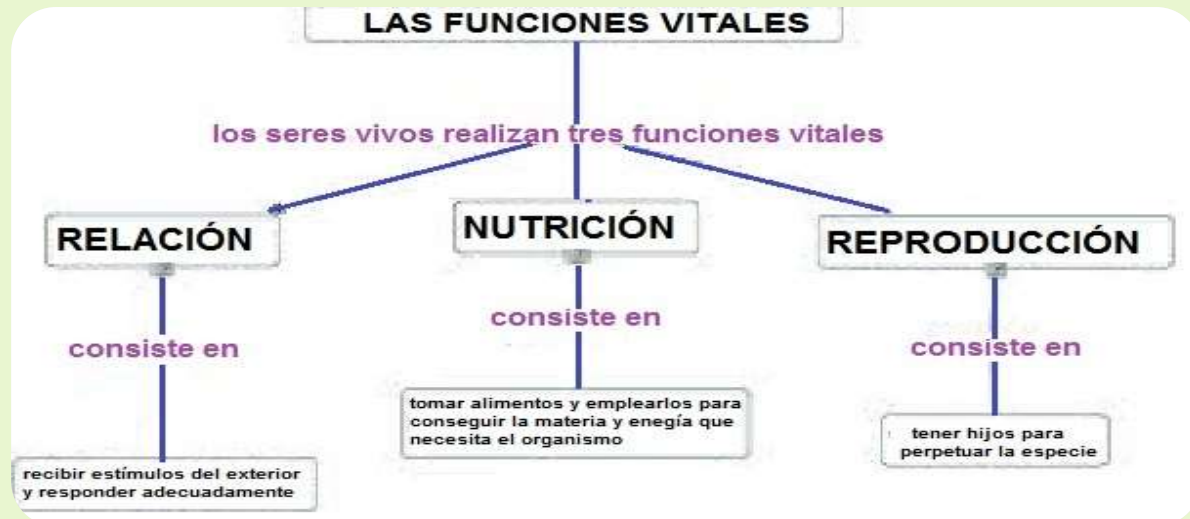 LAS FUNCIONES VITALES
los seres vivos realizan tres funciones vitales
RELACIÓN
NUTRICIÓN
REPRODUCCIÓN
consiste en
consiste en
consiste en
recibir estímulos del exterior
y responder adecuadamente
tomar alimentos y emplearlos para
conseguir la materia y enegía que
necesita el organismo
tener hijos para
perpetuar la especie